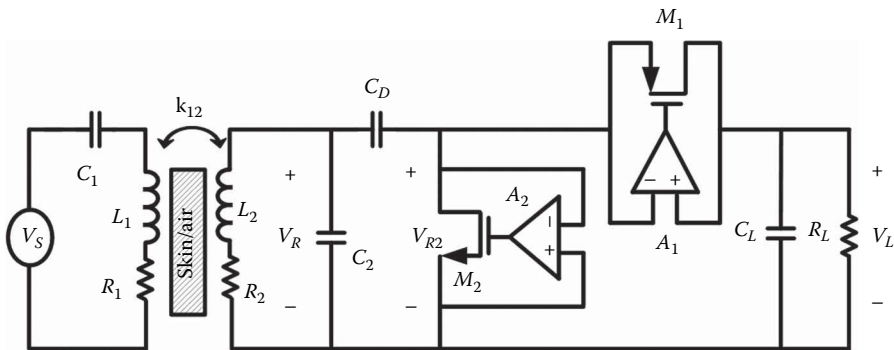 M1
CD
k12
C1
A2
− +
+
+
−
+
+
L1
Skin/air
L2
VS
VR
C2
VR2
A1
CL
RL
VL
R1
R2
M2
−
−
−